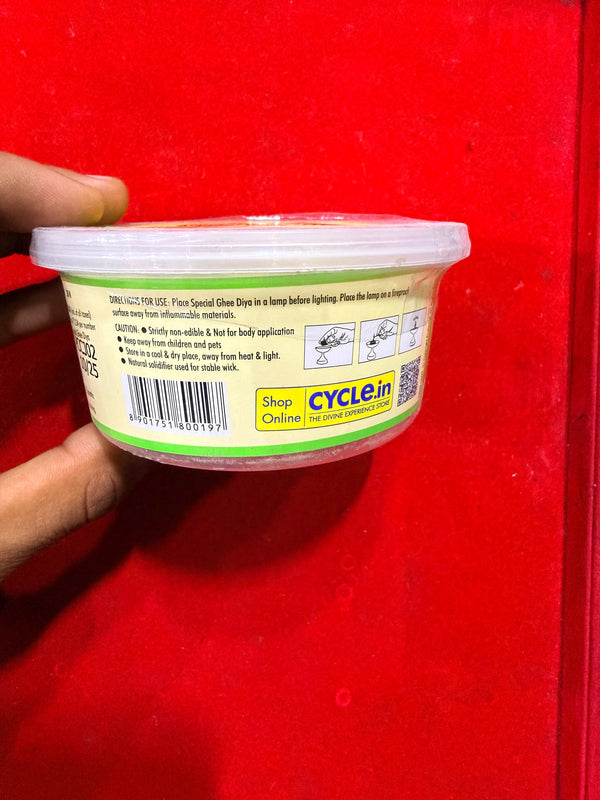 DIRECTIONS FOR USE: Place Special Ghee Diya in a lamp before lighting. Place the lamp on a fireproof
surface away from inflammable materials.
CAUTION: ● Strictly non-edible & Not for body application
● Keep away from children and pets
● Store in a cool & dry place, away from heat & light.
● Natural solidifier used for stable wick.
8 901751 800197
Shop
Online
CYCLE.in
THE DIVINE EXPERIENCE STORE